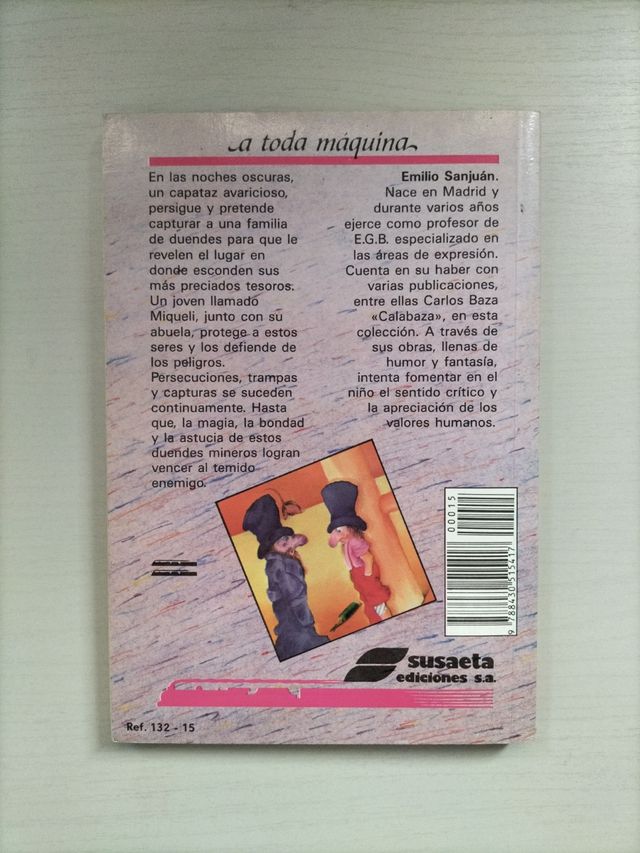 a toda máquina
En las noches oscuras,
un capataz avaricioso,
persigue y pretende
capturar a una familia
de duendes para que le
revelen el lugar en
donde esconden sus
más preciados tesoros.
Un joven llamado
Miqueli, junto con su
abuela, protege a estos
seres y los defiende de
los peligros.
Persecuciones, trampas
y capturas se suceden
continuamente. Hasta
que, la magia, la bondad
y la astucia de estos
duendes mineros logran
vencer al temido
enemigo.
Emilio Sanjuán.
Nace en Madrid y
durante varios años
ejerce como profesor de
E.G.B. especializado en
las áreas de expresión.
Cuenta en su haber con
varias publicaciones,
entre ellas Carlos Baza
«Calabaza», en esta
colección. A través de
sus obras, llenas de
humor y fantasía,
intenta fomentar en el
niño el sentido crítico y
la apreciación de los
valores humanos.
00015
9 788430 515417
susaeta
ediciones s.a.
Ref. 132 - 15